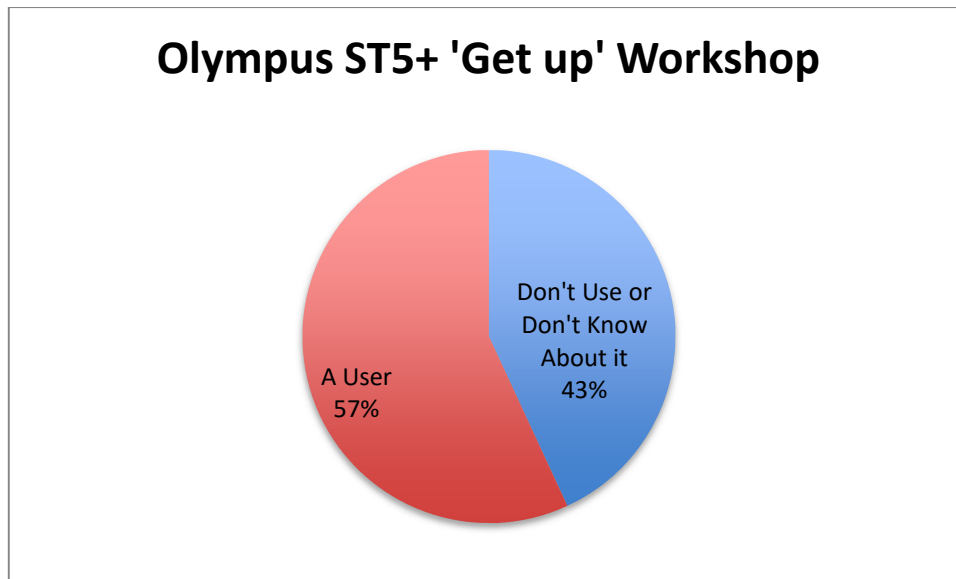 Olympus ST5+ 'Get up' Workshop
Don't Use or
Don't Know
About it
43%
A User
57%